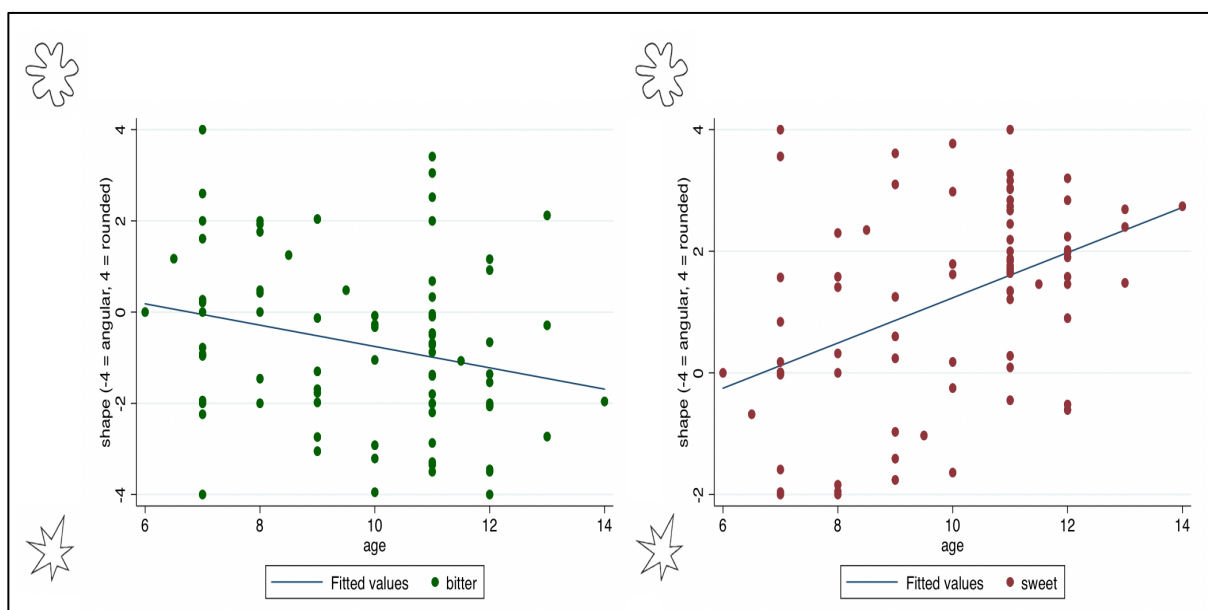 shape (-4 = angular, 4 = rounded)
4
2
0
-2
-4
6 8 10 12 14
age
Fitted values bitter
shape (-4 = angular, 4 = rounded)
4
2
0
-2
6 8 10 12 14
age
Fitted values sweet